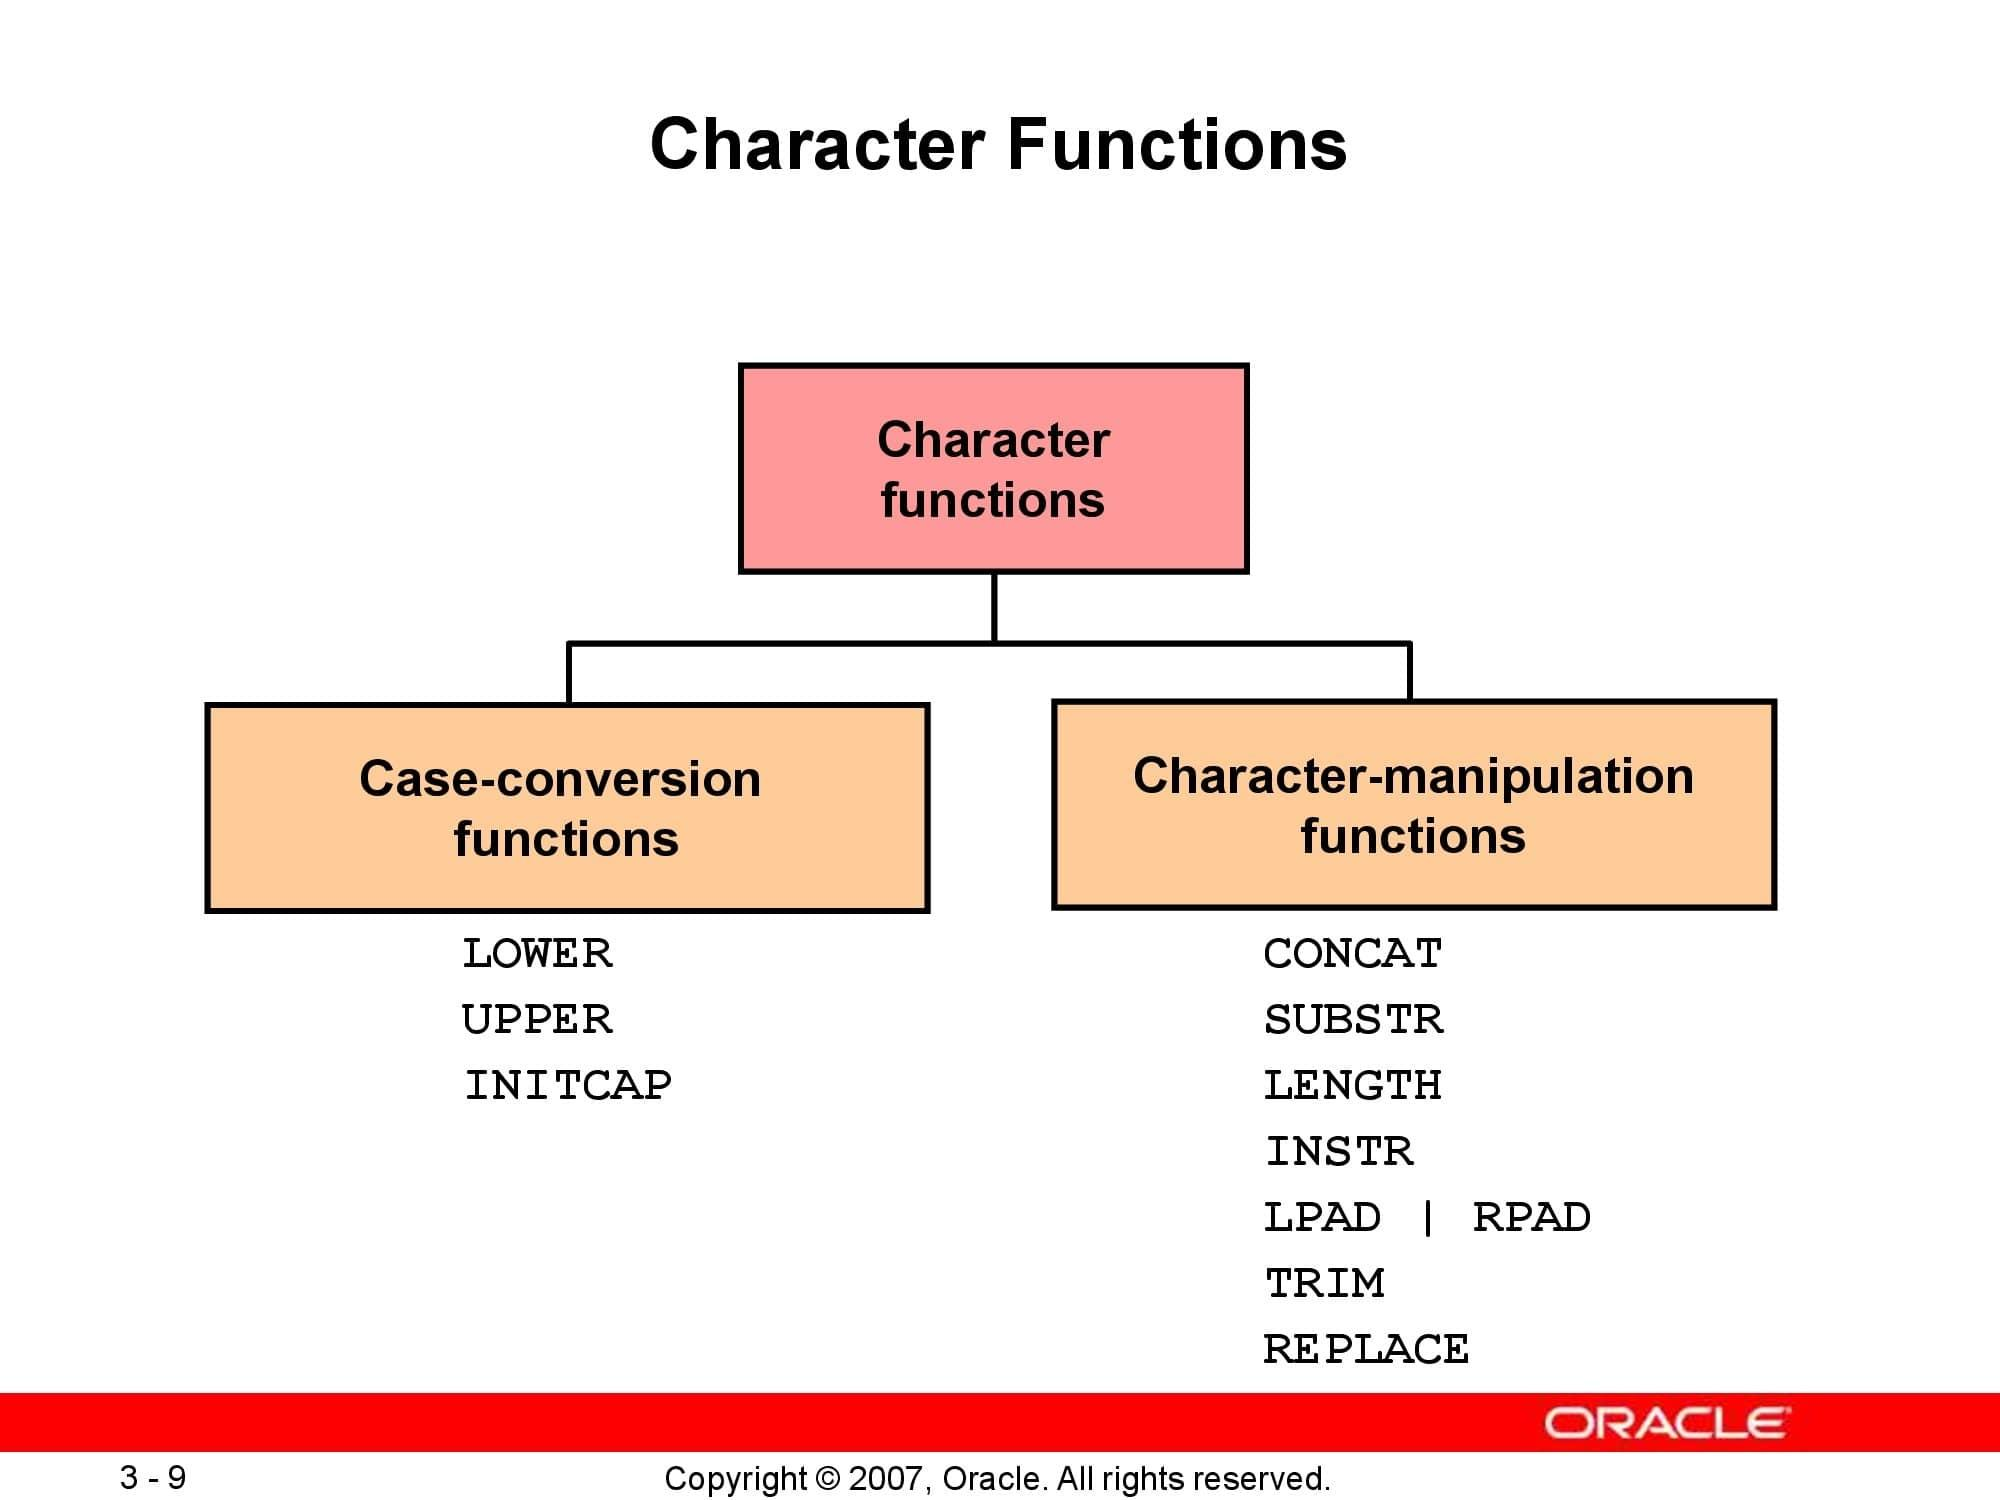 Character Functions
Character
functions
Case-conversion
functions
LOWER
UPPER
INITCAP
Character-manipulation
functions
CONCAT
SUBSTR
LENGTH
INSTR
LPAD | RPAD
TRIM
REPLACE
ORACLE
3 - 9
Copyright © 2007, Oracle. All rights reserved.